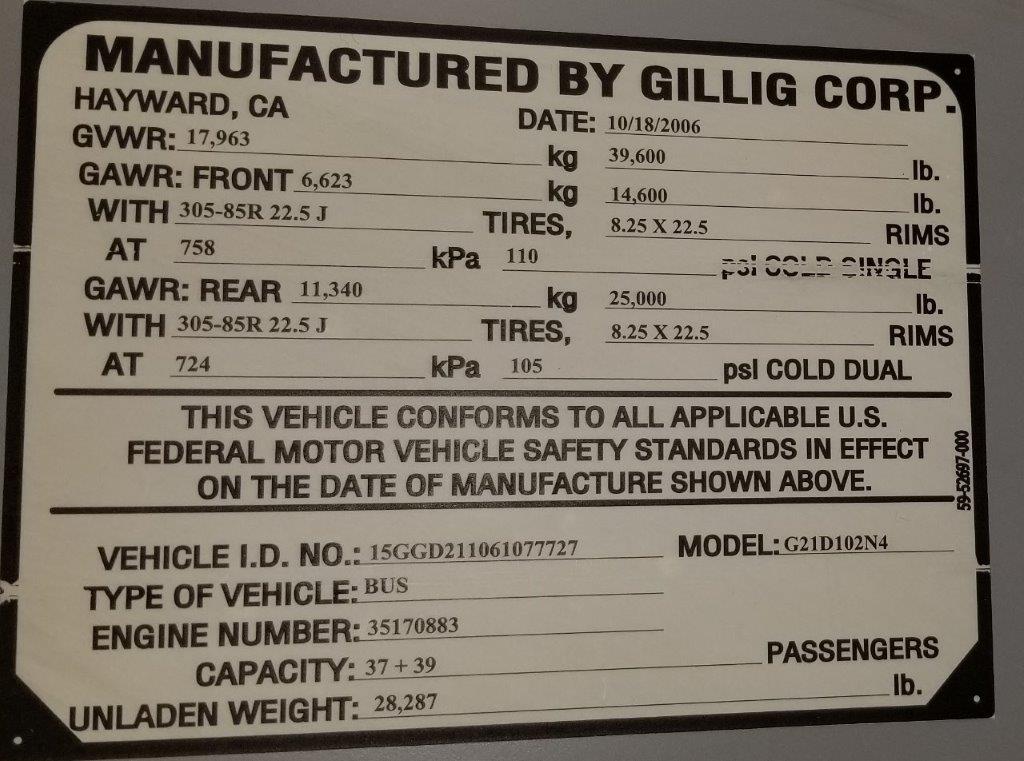 MANUFACTURED BY GILLIG CORP.
HAYWARD, CA DATE: 10/18/2006
GVWR: 17,963 kg 39,600 lb.
GAWR: FRONT 6,623 kg 14,600 lb.
WITH 305-85R 22.5 J TIRES, 8.25 X 22.5 RIMS
AT 758 kPa 110 psl COLD SINGLE
GAWR: REAR 11,340 kg 25,000 lb.
WITH 305-85R 22.5 J TIRES, 8.25 X 22.5 RIMS
AT 724 kPa 105 psl COLD DUAL
THIS VEHICLE CONFORMS TO ALL APPLICABLE U.S.
FEDERAL MOTOR VEHICLE SAFETY STANDARDS IN EFFECT
ON THE DATE OF MANUFACTURE SHOWN ABOVE.
59-52697-000
VEHICLE I.D. NO.: 15GGD211061077727 MODEL: G21D102N4
TYPE OF VEHICLE: BUS
ENGINE NUMBER: 35170883
CAPACITY: 37 + 39 PASSENGERS
UNLADEN WEIGHT: 28,287 lb.